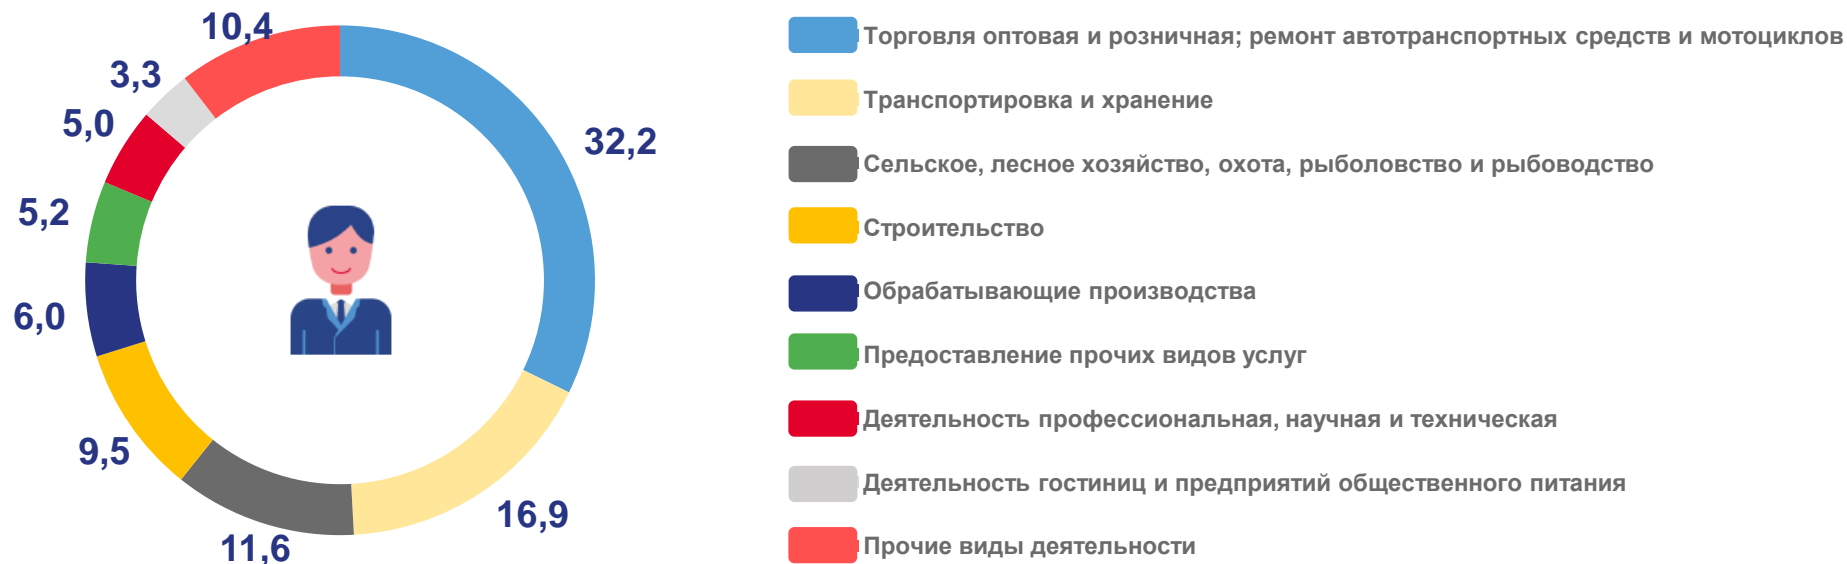 10,4
3,3
5,0
5,2
6,0
9,5
11,6
16,9
32,2
Торговля оптовая и розничная; ремонт автотранспортных средств и мотоциклов
Транспортировка и хранение
Сельское, лесное хозяйство, охота, рыболовство и рыбоводство
Строительство
Обрабатывающие производства
Предоставление прочих видов услуг
Деятельность профессиональная, научная и техническая
Деятельность гостиниц и предприятий общественного питания
Прочие виды деятельности